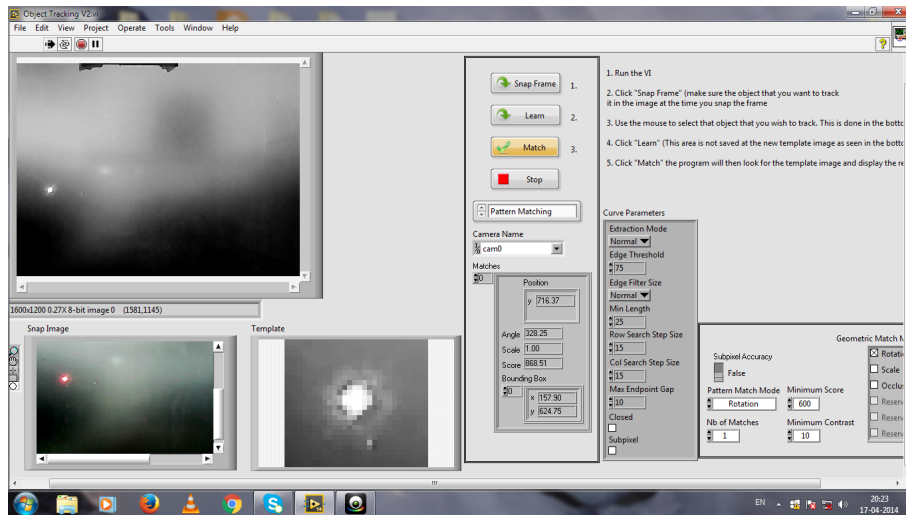 Object Tracking V2.vi
File Edit View Project Operate Tools Window Help
1600x1200 0.27X 8-bit image 0 (1581,1145)
Snap Image
Template
Snap Frame 1.
Learn 2.
Match 3.
Stop
Pattern Matching
Camera Name
cam0
Matches
0
Position
y 716.37
Angle 328.25
Scale 1.00
Score 868.51
Bounding Box
0
x 157.90
y 624.75
1. Run the VI
2. Click "Snap Frame" (make sure the object that you want to track
it in the image at the time you snap the frame
3. Use the mouse to select that object that you wish to track. This is done in the botto
4. Click "Learn" (This area is not saved at the new template image as seen in the botto
5. Click "Match" the program will then look for the template image and display the re
Curve Parameters
Extraction Mode
Normal
Edge Threshold
75
Edge Filter Size
Normal
Min Length
25
Row Search Step Size
15
Col Search Step Size
15
Max Endpoint Gap
10
Closed
Subpixel
Subpixel Accuracy
False
Pattern Match Mode
Rotation
Minimum Score
600
Nb of Matches
1
Minimum Contrast
10
Geometric Match M
Rotatio
Scale
Occlus
Reserv
Reserv
Reserv
EN
20:23
17-04-2014